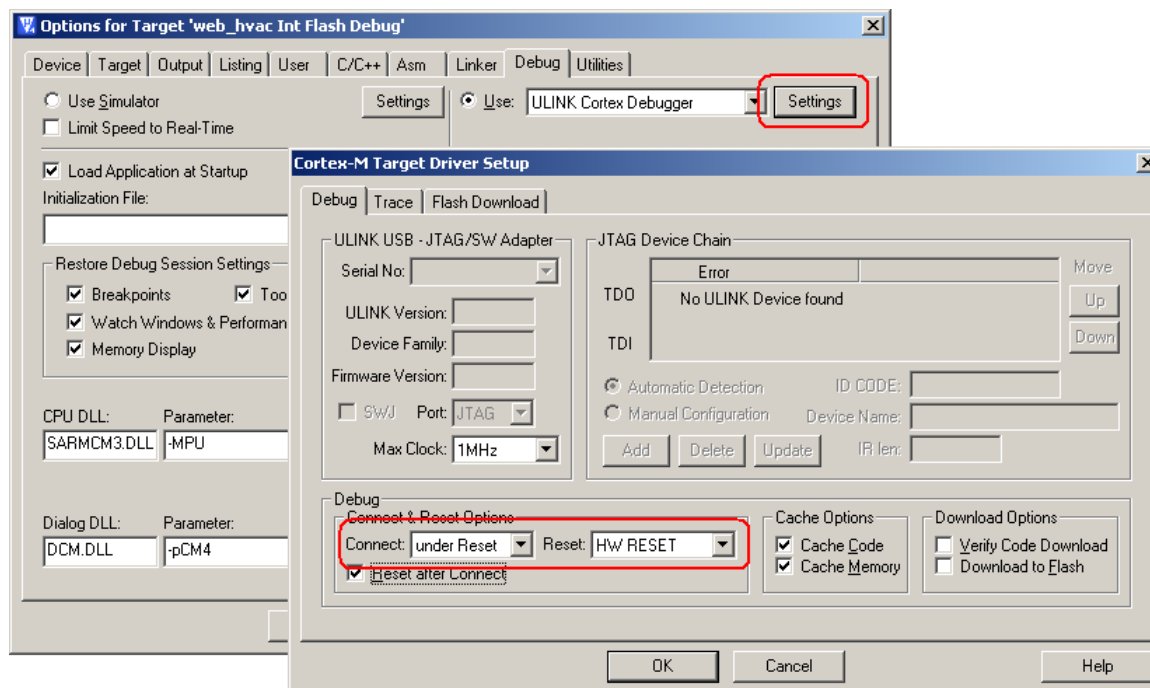 Options for Target 'web_hvac Int Flash Debug'
Device Target Output Listing User C/C++ Asm Linker Debug Utilities
Use Simulator Settings Use: ULINK Cortex Debugger Settings
Limit Speed to Real-Time
Load Application at Startup
Initialization File:
Restore Debug Session Settings
Breakpoints Too
Watch Windows & Performan
Memory Display
CPU DLL: Parameter:
SARMCM3.DLL -MPU
Dialog DLL: Parameter:
DCM.DLL -pCM4
Cortex-M Target Driver Setup
Debug Trace Flash Download
ULINK USB - JTAG/SW Adapter
Serial No:
ULINK Version:
Device Family:
Firmware Version:
SWJ Port: JTAG
Max Clock: 1MHz
JTAG Device Chain
Error Move
TDO No ULINK Device found Up
TDI Down
Automatic Detection ID CODE:
Manual Configuration Device Name:
Add Delete Update IR len:
Debug
Connect & Reset Options
Connect: under Reset Reset: HW RESET
Reset after Connect
Cache Options
Cache Code
Cache Memory
Download Options
Verify Code Download
Download to Flash
OK Cancel Help